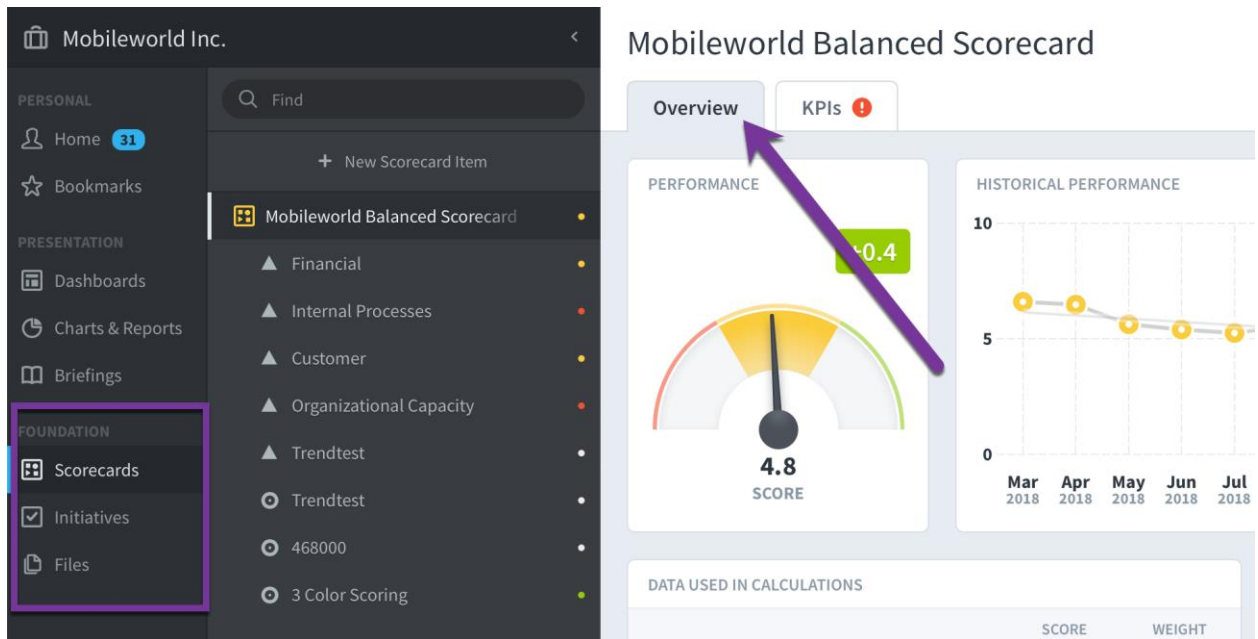 Mobileworld Inc.
PERSONAL
Home 31
Bookmarks
PRESENTATION
Dashboards
Charts & Reports
Briefings
FOUNDATION
Scorecards
Initiatives
Files
Find
+ New Scorecard Item
Mobileworld Balanced Scorecard
Financial
Internal Processes
Customer
Organizational Capacity
Trendtest
Trendtest
468000
3 Color Scoring
Mobileworld Balanced Scorecard
Overview
KPIs
PERFORMANCE
+0.4
4.8
SCORE
HISTORICAL PERFORMANCE
10
5
0
Mar Apr May Jun Jul
2018 2018 2018 2018 2018
DATA USED IN CALCULATIONS
SCORE WEIGHT